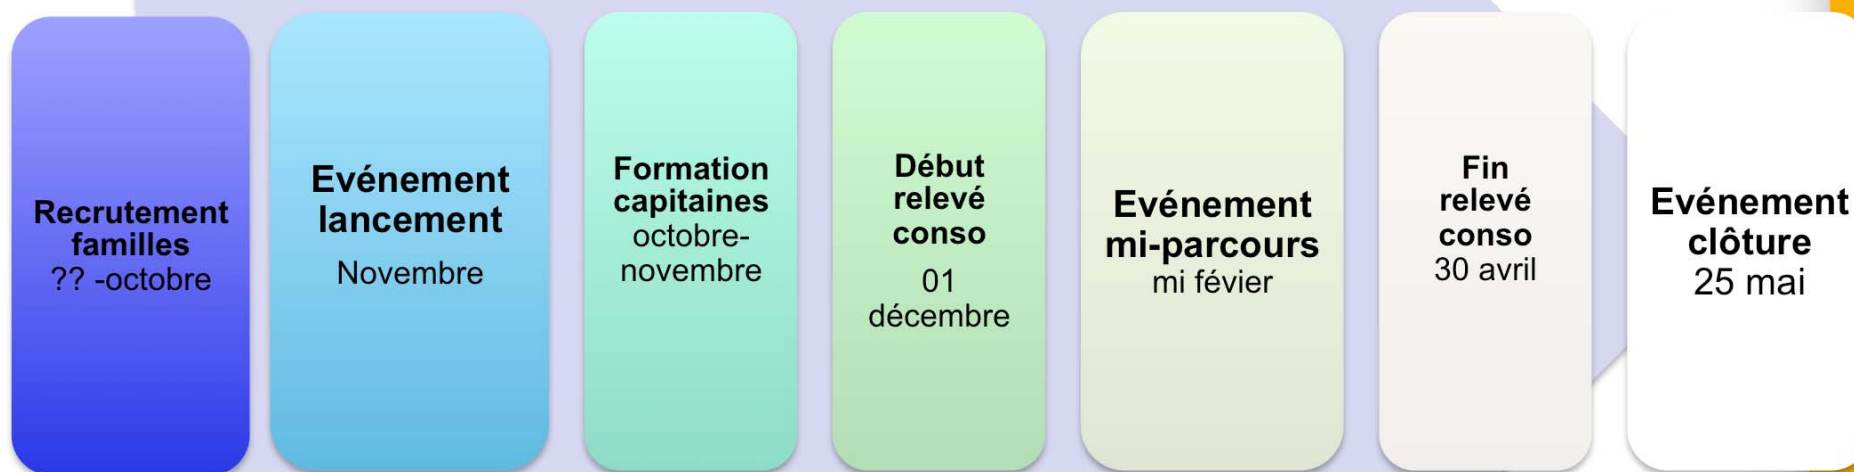 Recrutement
familles
?? -octobre
Evénement
lancement
Novembre
Formation
capitaines
octobre-
novembre
Début
relevé
conso
01
décembre
Evénement
mi-parcours
mi févier
Fin
relevé
conso
30 avril
Evénement
clôture
25 mai